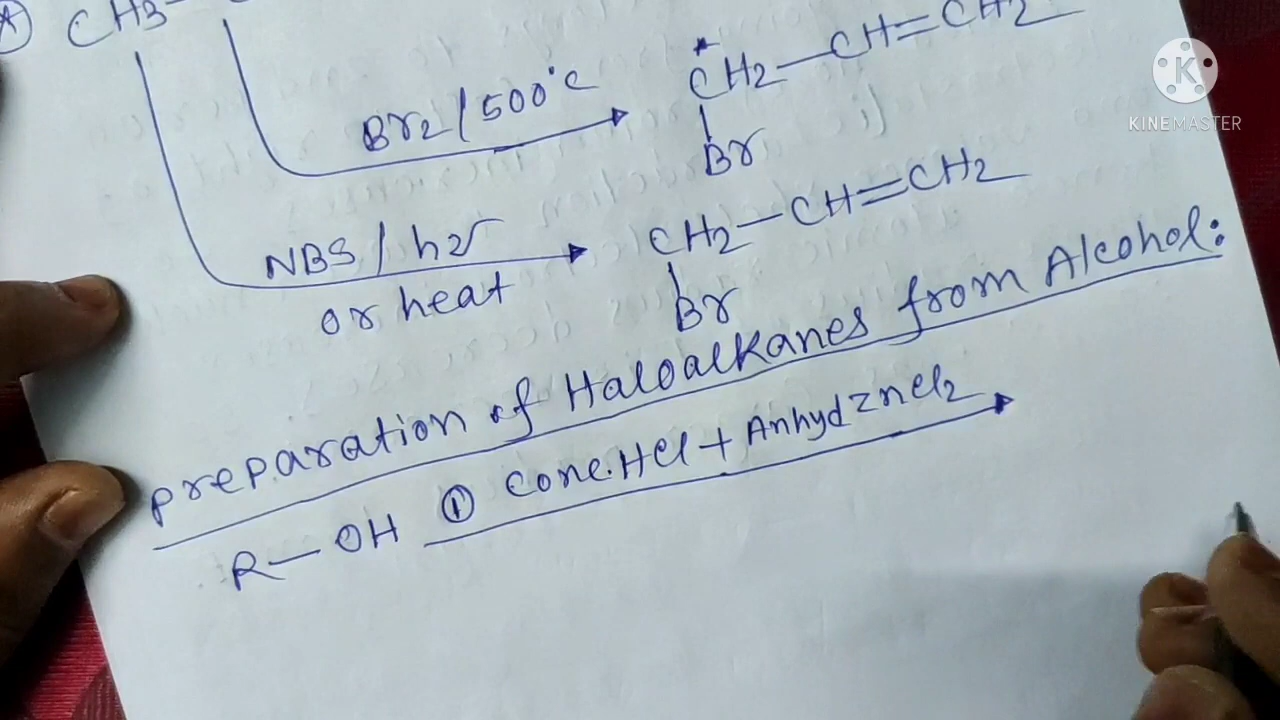 (A) CH3-
Br2/500°C → *CH2-CH=CH2
|
Br
i)
KINEMASTER
NBS/hν → CH2-CH=CH2
or heat
|
Br
preparation of Haloalkanes from Alcohol:
R-OH ① conc.HCl+Anhyd ZnCl2 →